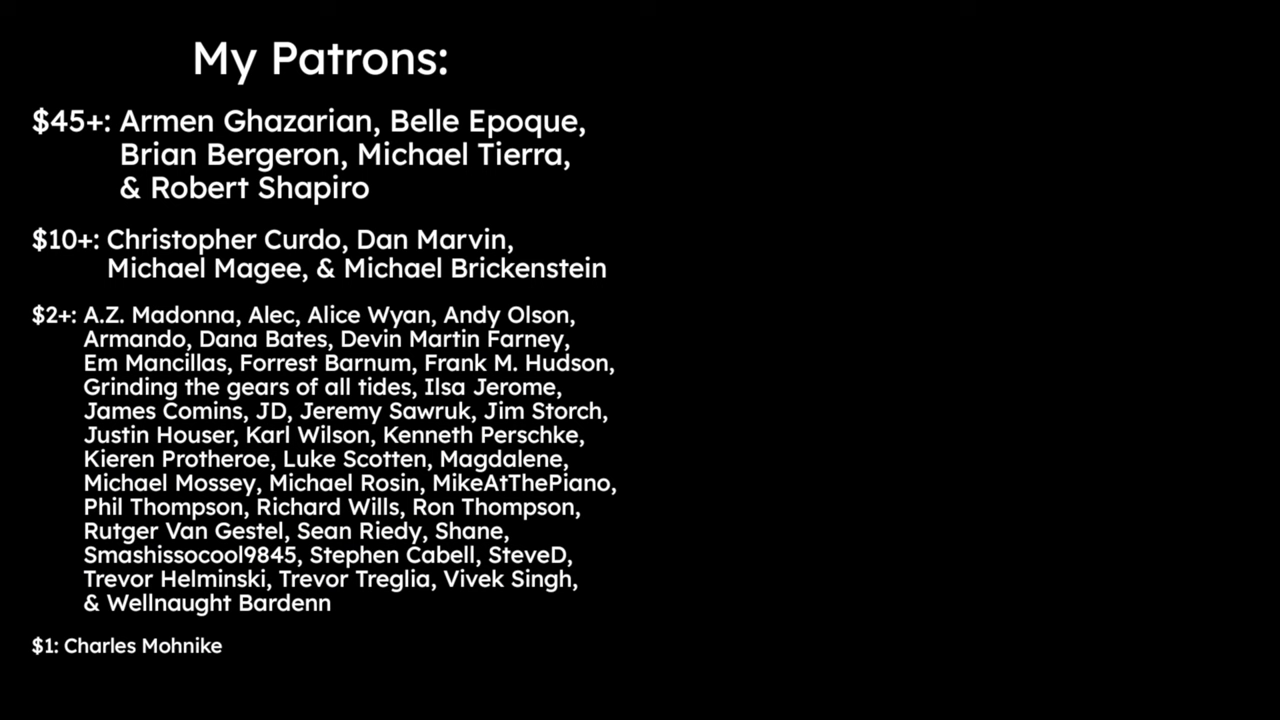 My Patrons:
$45+: Armen Ghazarian, Belle Epoque,
Brian Bergeron, Michael Tierra,
& Robert Shapiro
$10+: Christopher Curdo, Dan Marvin,
Michael Magee, & Michael Brickenstein
$2+: A.Z. Madonna, Alec, Alice Wyan, Andy Olson,
Armando, Dana Bates, Devin Martin Farney,
Em Mancillas, Forrest Barnum, Frank M. Hudson,
Grinding the gears of all tides, Ilsa Jerome,
James Comins, JD, Jeremy Sawruk, Jim Storch,
Justin Houser, Karl Wilson, Kenneth Perschke,
Kieren Protheroe, Luke Scotten, Magdalene,
Michael Mossey, Michael Rosin, MikeAtThePiano,
Phil Thompson, Richard Wills, Ron Thompson,
Rutger Van Gestel, Sean Riedy, Shane,
Smashissocool9845, Stephen Cabell, SteveD,
Trevor Helminski, Trevor Treglia, Vivek Singh,
& Wellnaught Bardenn
$1: Charles Mohnike